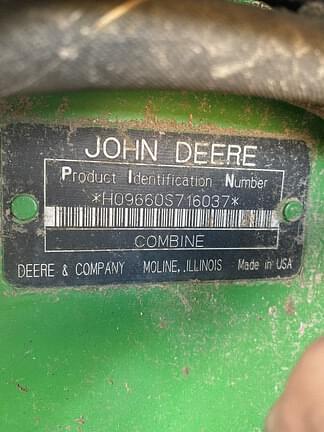 JOHN DEERE
Product Identification Number
*H09660S716037*
COMBINE
DEERE & COMPANY MOLINE, ILLINOIS Made in USA